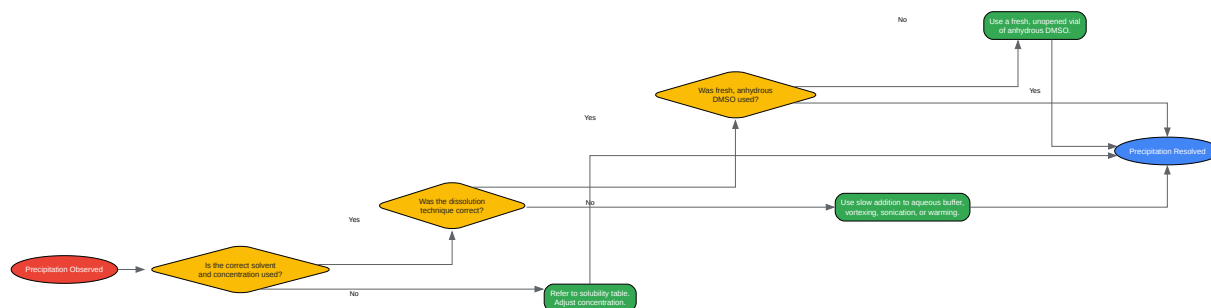 No
Use a fresh, unopened vial
of anhydrous DMSO.
Was fresh, anhydrous
DMSO used?
Yes
Yes
Precipitation Resolved
Was the dissolution
technique correct?
No
Use slow addition to aqueous buffer,
vortexing, sonication, or warming.
Yes
Precipitation Observed
Is the correct solvent
and concentration used?
No
Refer to solubility table.
Adjust concentration.